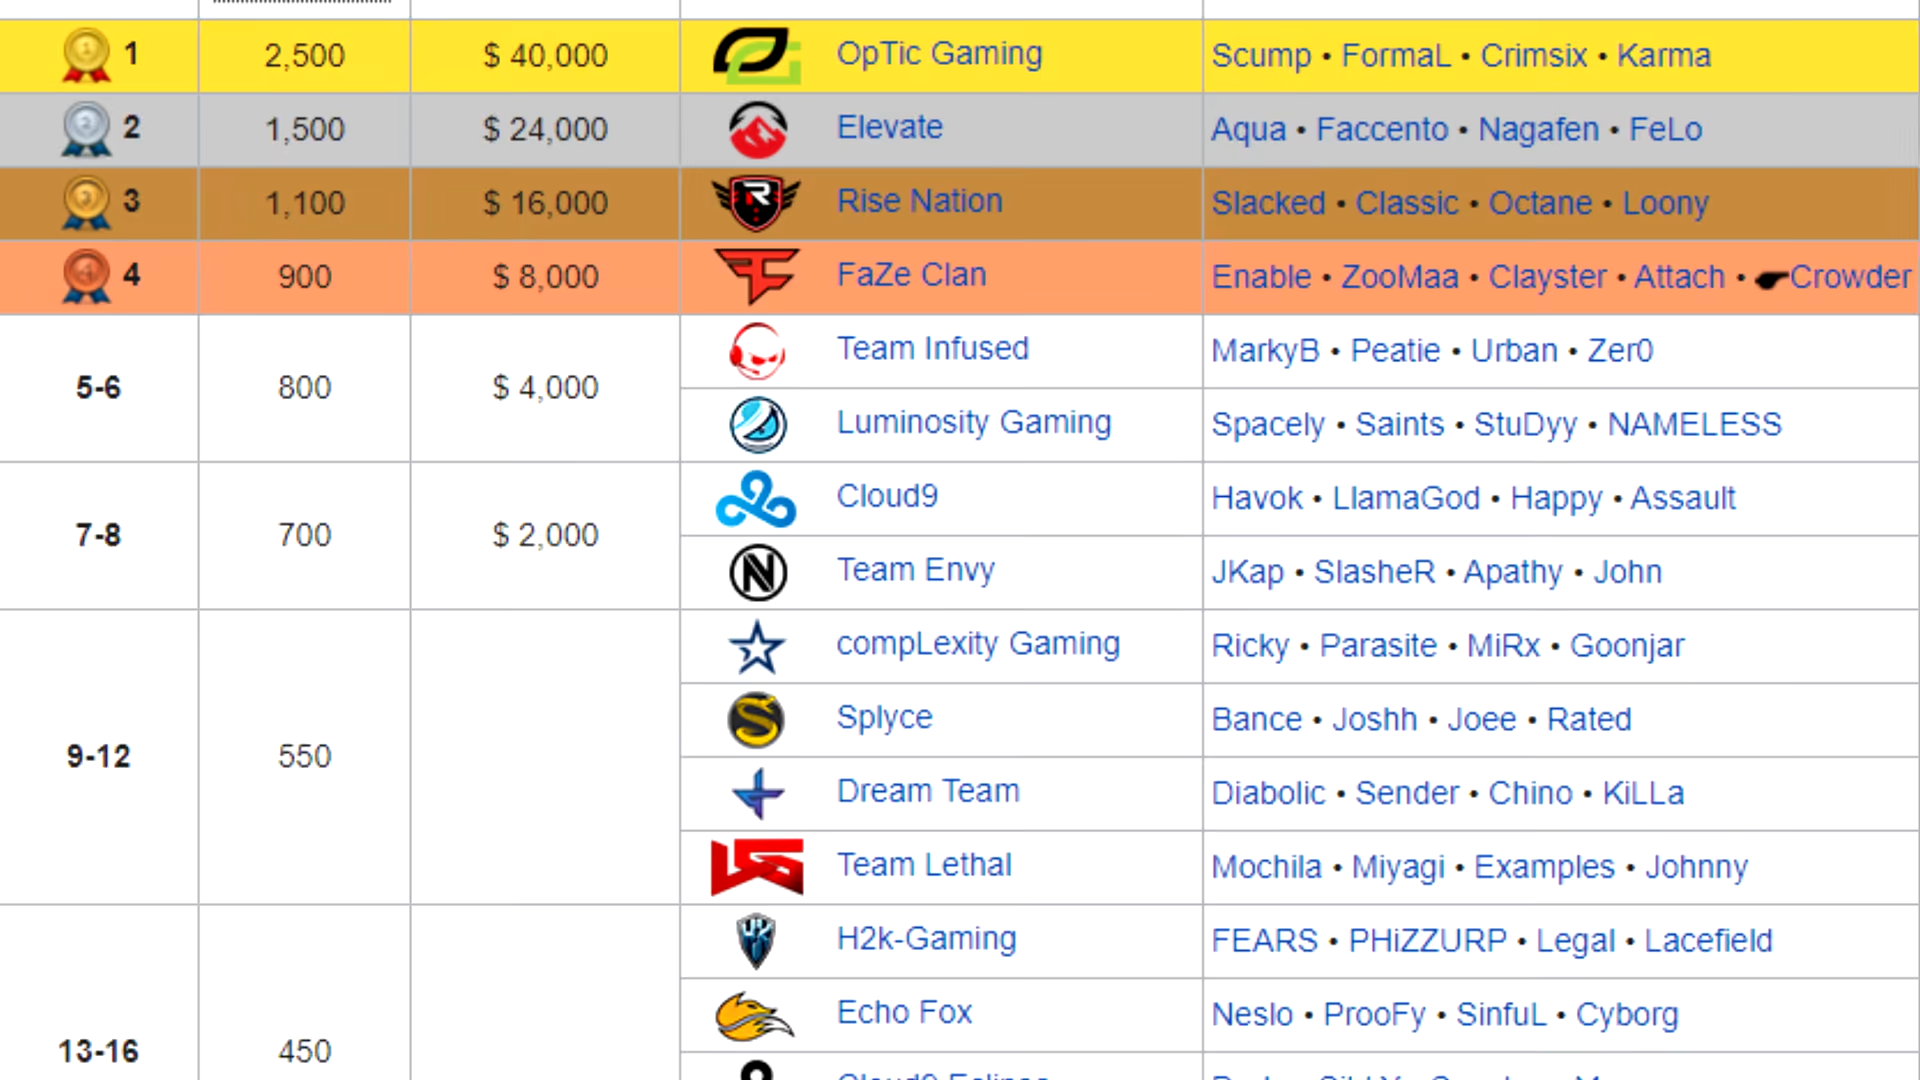 1 2,500 $ 40,000 OpTic Gaming Scump • FormaL • Crimsix • Karma
2 1,500 $ 24,000 Elevate Aqua • Faccento • Nagafen • FeLo
3 1,100 $ 16,000 Rise Nation Slacked • Classic • Octane • Loony
4 900 $ 8,000 FaZe Clan Enable • ZooMaa • Clayster • Attach • Crowder
5-6 800 $ 4,000
Team Infused MarkyB • Peatie • Urban • Zer0
Luminosity Gaming Spacely • Saints • StuDyy • NAMELESS
7-8 700 $ 2,000
Cloud9 Havok • LlamaGod • Happy • Assault
Team Envy JKap • SlasheR • Apathy • John
9-12 550
compLexity Gaming Ricky • Parasite • MiRx • Goonjar
Splyce Bance • Joshh • Joee • Rated
Dream Team Diabolic • Sender • Chino • KiLLa
Team Lethal Mochila • Miyagi • Examples • Johnny
13-16 450
H2k-Gaming FEARS • PHiZZURP • Legal • Lacefield
Echo Fox Neslo • ProoFy • SinfuL • Cyborg
Cloud9 Eclipse